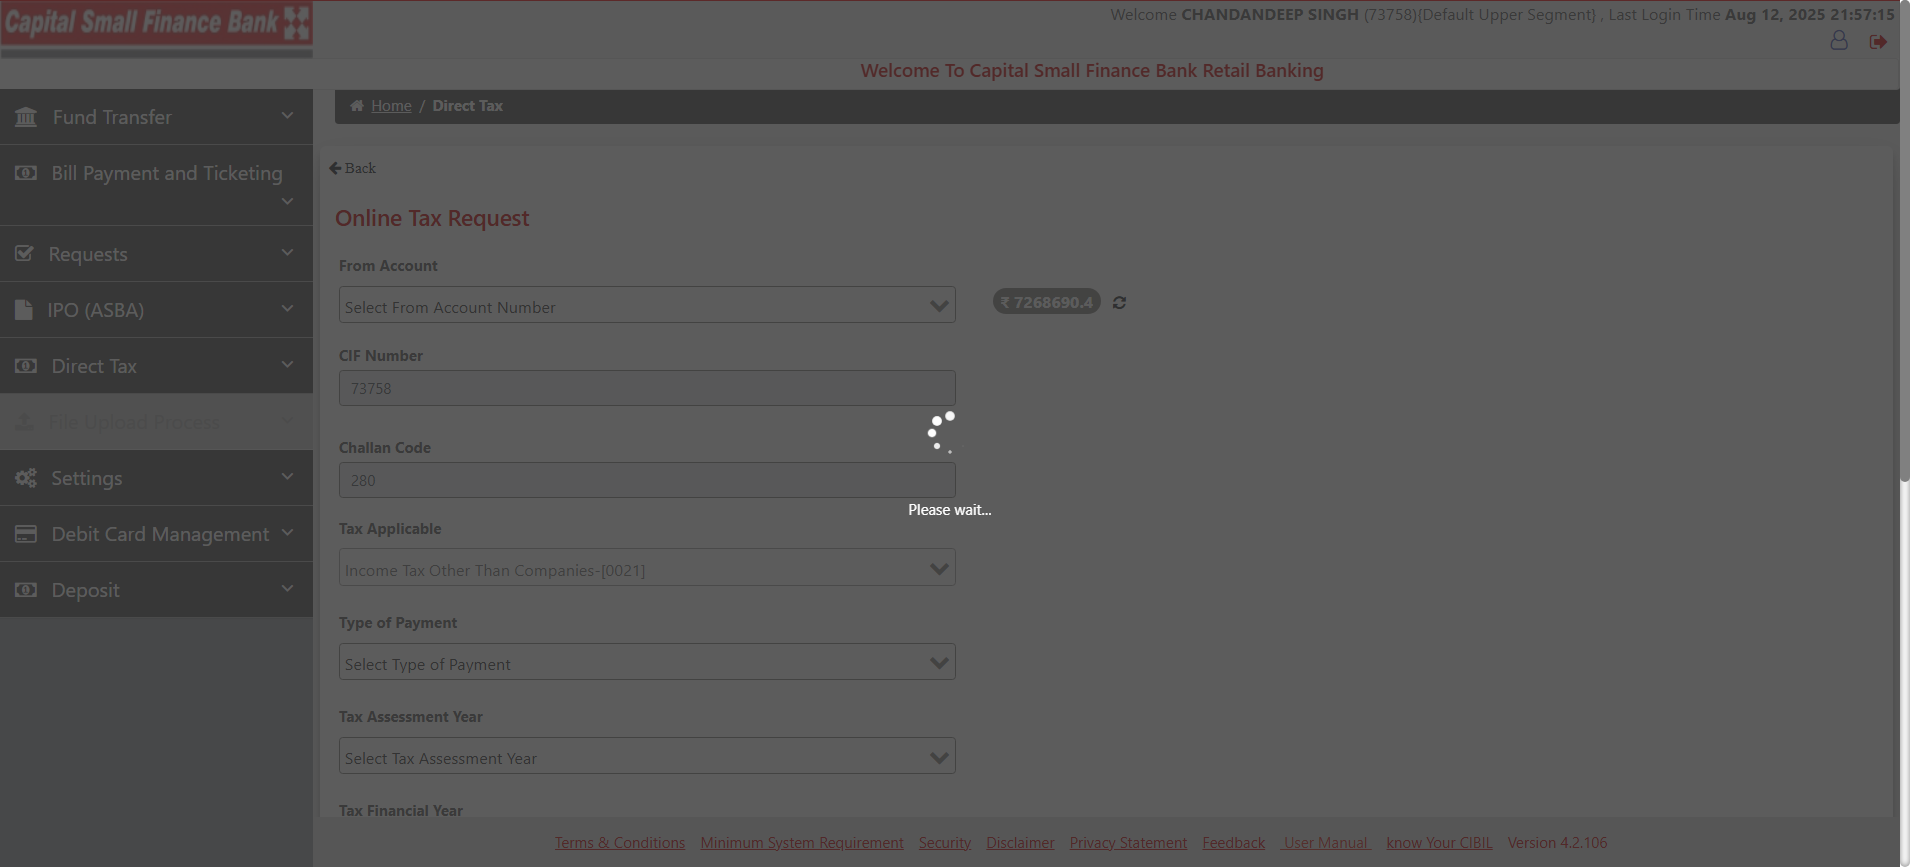 Capital Small Finance Bank
Welcome CHANDANDEEP SINGH (73758){Default Upper Segment} , Last Login Time Aug 12, 2025 21:57:15
Welcome To Capital Small Finance Bank Retail Banking
Home / Direct Tax
Fund Transfer
Bill Payment and Ticketing
Requests
IPO (ASBA)
Direct Tax
File Upload Process
Settings
Debit Card Management
Deposit
Back
Online Tax Request
From Account
Select From Account Number
₹ 7268690.4
CIF Number
73758
Challan Code
280
Please wait...
Tax Applicable
Income Tax Other Than Companies-[0021]
Type of Payment
Select Type of Payment
Tax Assessment Year
Select Tax Assessment Year
Tax Financial Year
Terms & Conditions Minimum System Requirement Security Disclaimer Privacy Statement Feedback User Manual know Your CIBIL Version 4.2.106